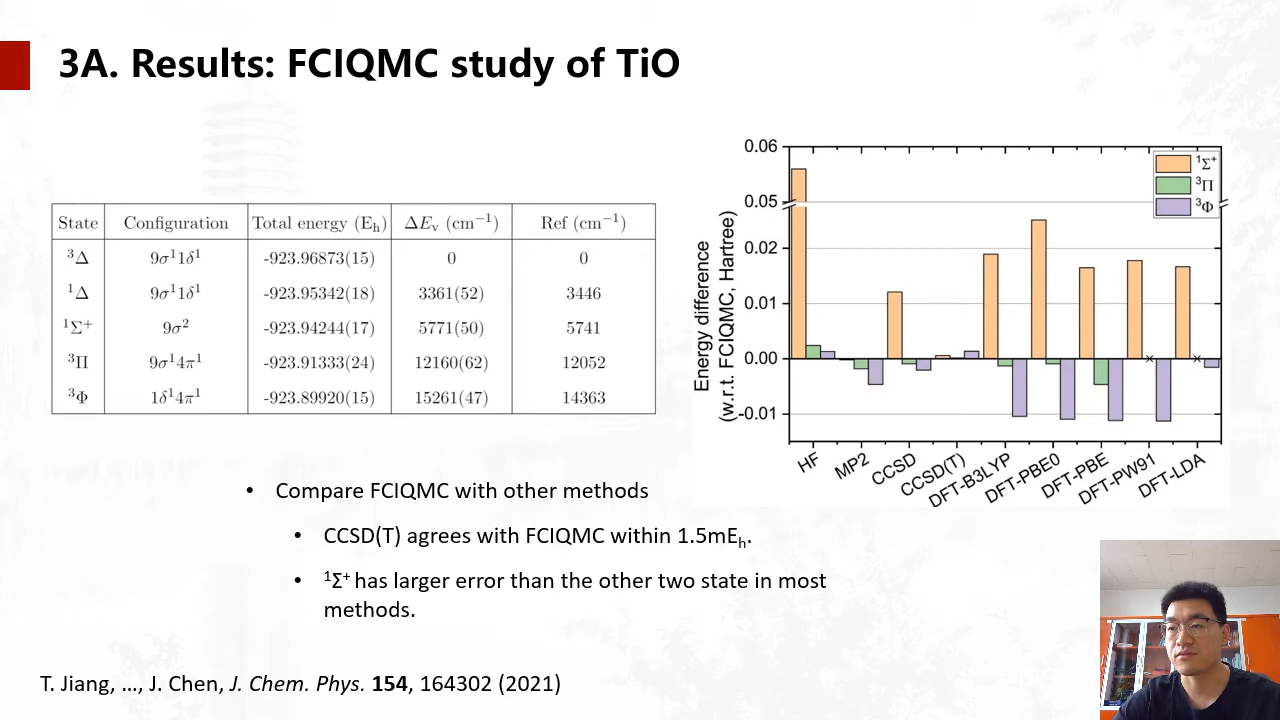 3A. Results: FCIQMC study of TiO
State Configuration Total energy (Eₕ) ΔEᵥ (cm⁻¹) Ref (cm⁻¹)
³Δ 9σ¹1δ¹ -923.96873(15) 0 0
¹Δ 9σ¹1δ¹ -923.95342(18) 3361(52) 3446
¹Σ⁺ 9σ² -923.94244(17) 5771(50) 5741
³Π 9σ¹4π¹ -923.91333(24) 12160(62) 12052
³Φ 1δ¹4π¹ -923.89920(15) 15261(47) 14363
Energy difference
(w.r.t. FCIQMC, Hartree)
0.06
0.05
0.02
0.01
0.00
-0.01
¹Σ⁺
³Π
³Φ
HF
MP2
CCSD
CCSD(T)
DFT-B3LYP
DFT-PBE0
DFT-PBE
DFT-PW91
DFT-LDA
• Compare FCIQMC with other methods
• CCSD(T) agrees with FCIQMC within 1.5mEₕ.
• ¹Σ⁺ has larger error than the other two state in most
methods.
T. Jiang, ..., J. Chen, J. Chem. Phys. 154, 164302 (2021)